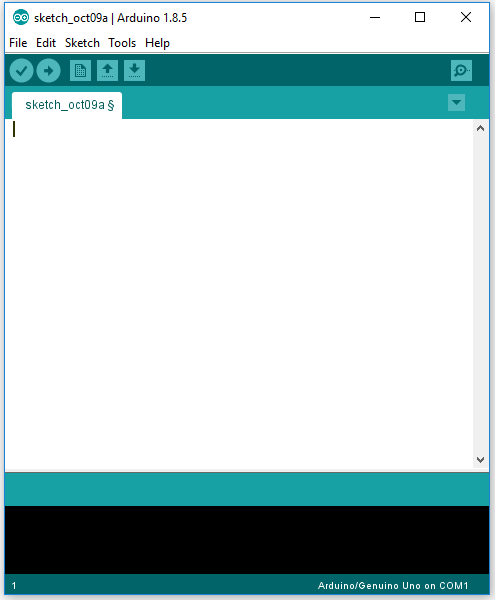 sketch_oct09a | Arduino 1.8.5
File Edit Sketch Tools Help
sketch_oct09a §
1 Arduino/Genuino Uno on COM1